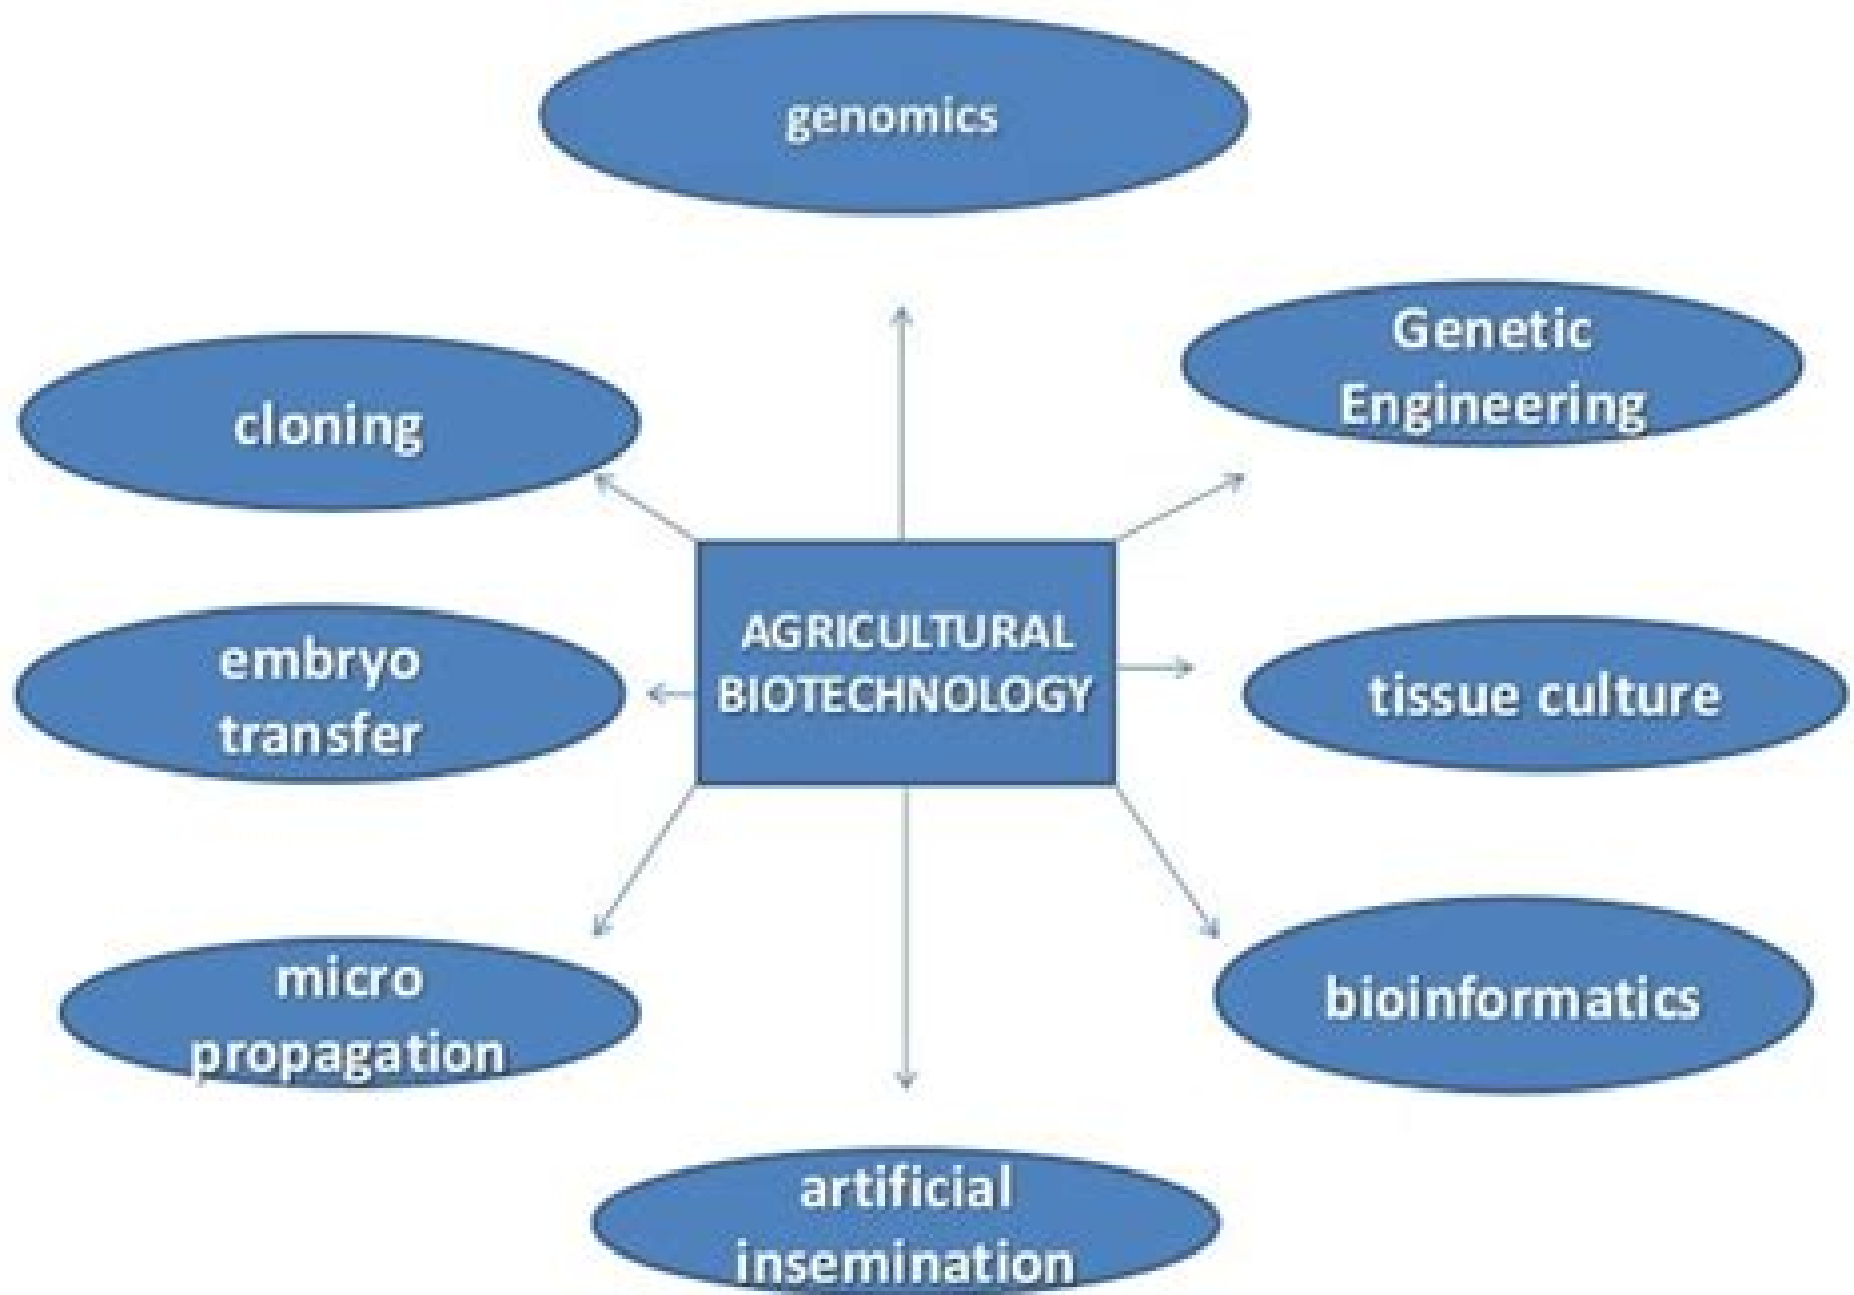 genomics
Genetic
Engineering
cloning
AGRICULTURAL
BIOTECHNOLOGY
embryo
transfer
tissue culture
micro
propagation
bioinformatics
artificial
insemination